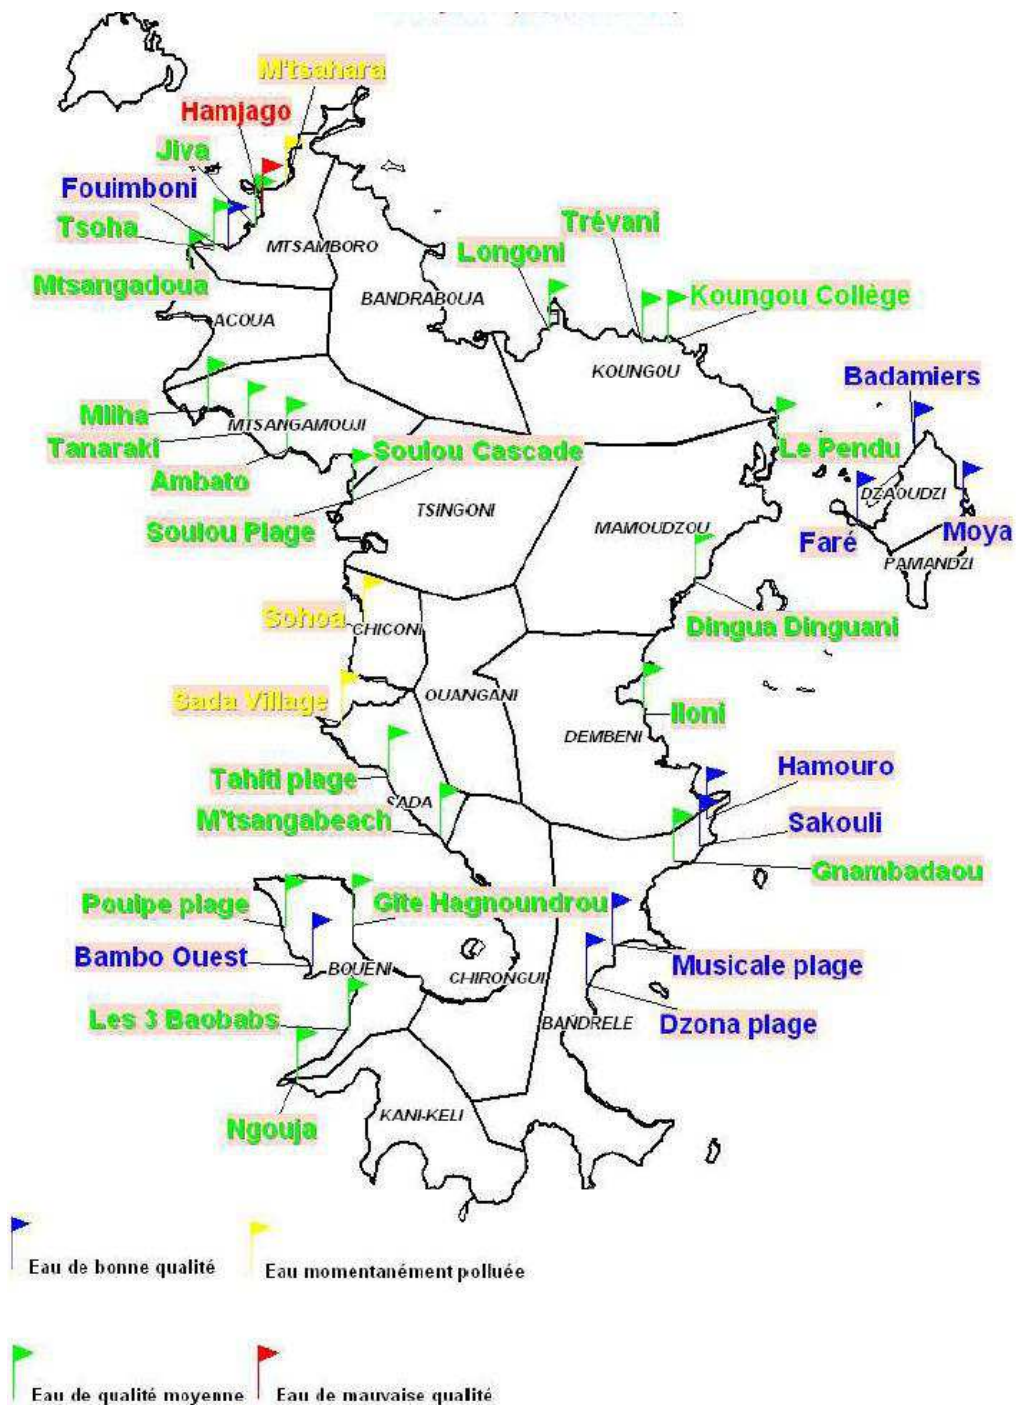 M'tsahara
Hamjago
Jiva
Fouimboni
Tsoha
MTSAMBORO
Trévani
Longoni
Mtsangadoua
BANDRABOUA
Koungou Collège
ACOUA
KOUNGOU
Badamiers
Mliha
MTSANGAMOUJI
Tanaraki
Soulou Cascade
Le Pendu
Ambato
DZAOUDZI
TSINGONI
MAMOUDZOU
Soulou Plage
Faré
Moya
PAMANDZI
Sohoa
CHICONI
Dingua Dinguani
OUANGANI
Sada Village
Iloni
DEMBENI
Tahiti plage
Hamouro
SADA
M'tsangabeach
Sakouli
Gnambadaou
Poulpe plage
Gîte Hagnoundrou
Bambo Ouest
BOUENI
CHIRONGUI
Musicale plage
Les 3 Baobabs
BANDRELE
Dzona plage
Ngouja
KANI-KELI
Eau de bonne qualité
Eau momentanément polluée
Eau de qualité moyenne
Eau de mauvaise qualité